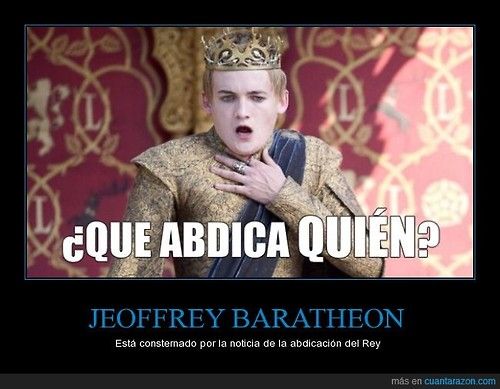 ¿QUE ABDICA QUIÉN?
JEOFFREY BARATHEON
Está consternado por la noticia de la abdicación del Rey
más en cuantarazon.com